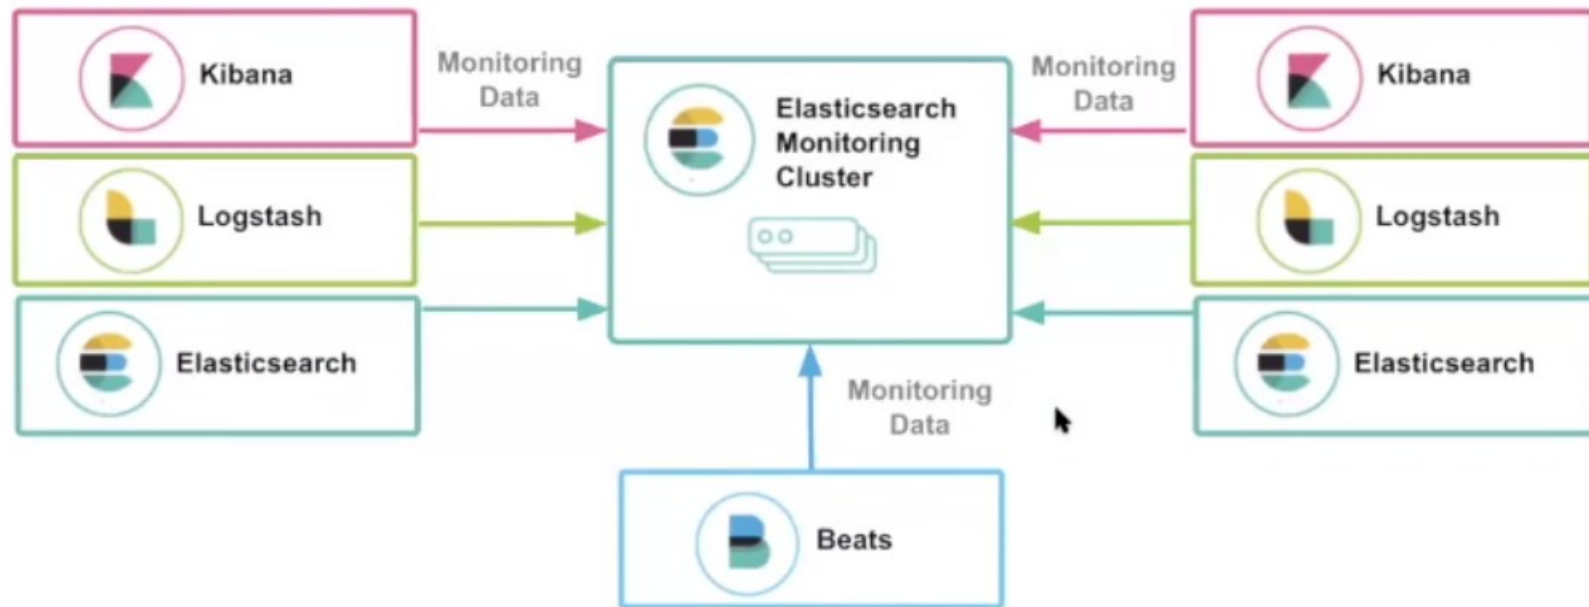 Kibana
Logstash
Elasticsearch
Monitoring
Data
Elasticsearch
Monitoring
Cluster
Monitoring
Data
Kibana
Logstash
Elasticsearch
Monitoring
Data
Beats